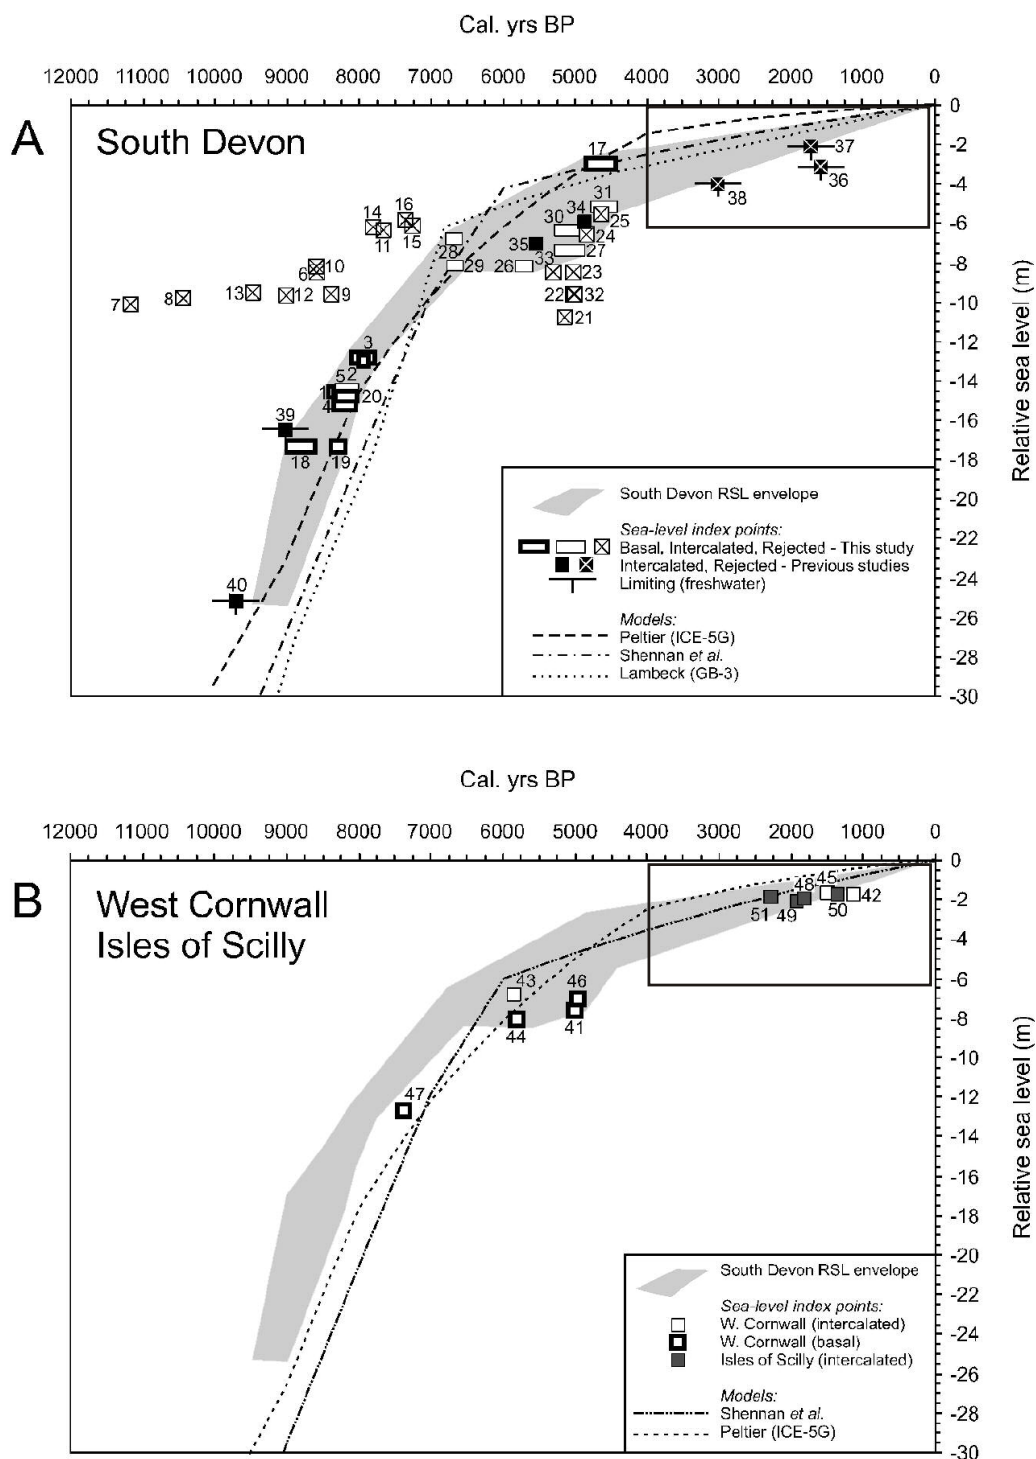 Cal. yrs BP
12000 11000 10000 9000 8000 7000 6000 5000 4000 3000 2000 1000 0
A South Devon
0
-2
-4
-6
-8
-10
-12
-14
-16
-18
-20
-22
-24
-26
-28
-30
Relative sea level (m)
17
37
36
38
14 16
11 15
31
34 25
30 24
28 35
29 26 33 27
10
6
23
7 8 13 12 9
22 32
21
3
5 2
1 20
4
39
18 19
40
South Devon RSL envelope
Sea-level index points:
Basal, Intercalated, Rejected - This study
Intercalated, Rejected - Previous studies
Limiting (freshwater)
Models:
Peltier (ICE-5G)
Shennan et al.
Lambeck (GB-3)
Cal. yrs BP
12000 11000 10000 9000 8000 7000 6000 5000 4000 3000 2000 1000 0
B West Cornwall
Isles of Scilly
0
-2
-4
-6
-8
-10
-12
-14
-16
-18
-20
-22
-24
-26
-28
-30
Relative sea level (m)
48 45
51 49 50 42
43 46
44 41
47
South Devon RSL envelope
Sea-level index points:
W. Cornwall (intercalated)
W. Cornwall (basal)
Isles of Scilly (intercalated)
Models:
Shennan et al.
Peltier (ICE-5G)